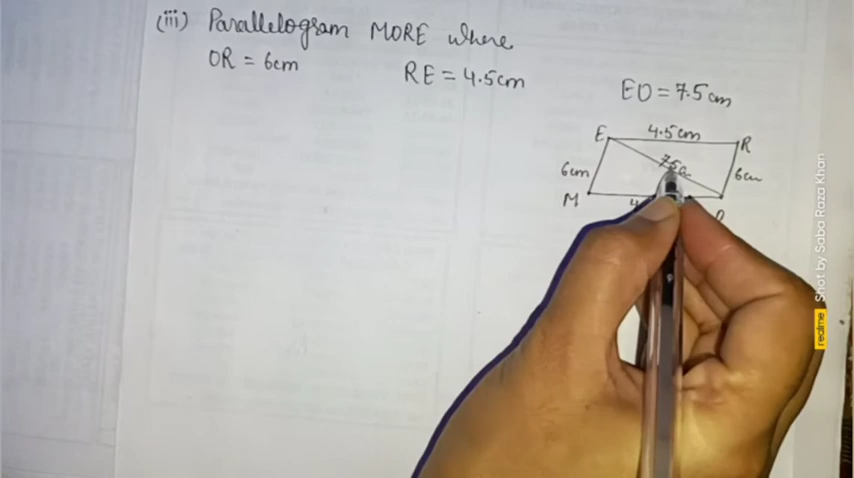 (iii) Parallelogram MORE where
OR = 6cm RE = 4.5cm EO = 7.5cm
E 4.5cm R
6cm 6cm
M
realme Shot by Saba Raza Khan